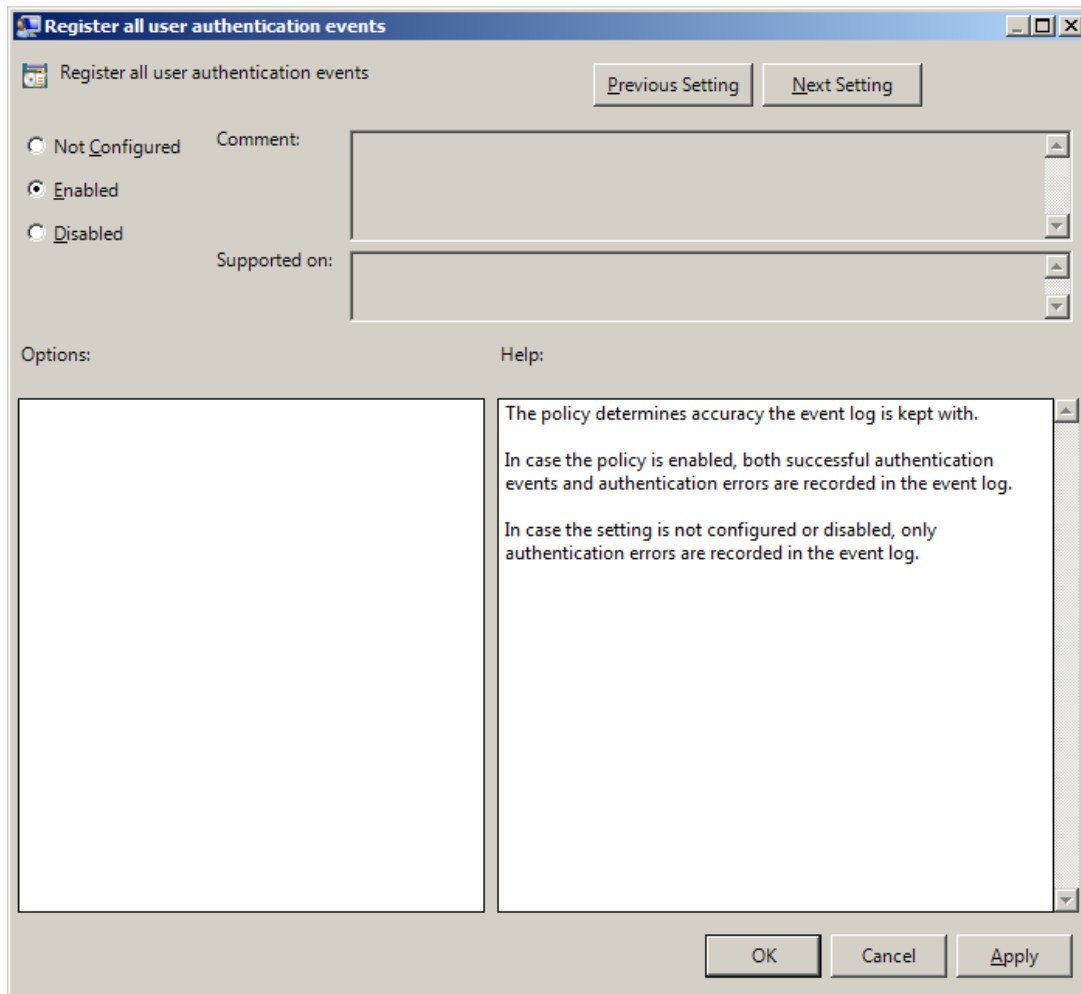 Register all user authentication events
Register all user authentication events
Previous Setting
Next Setting
Not Configured
Comment:
Enabled
Disabled
Supported on:
Options:
Help:
The policy determines accuracy the event log is kept with.
In case the policy is enabled, both successful authentication
events and authentication errors are recorded in the event log.
In case the setting is not configured or disabled, only
authentication errors are recorded in the event log.
OK
Cancel
Apply